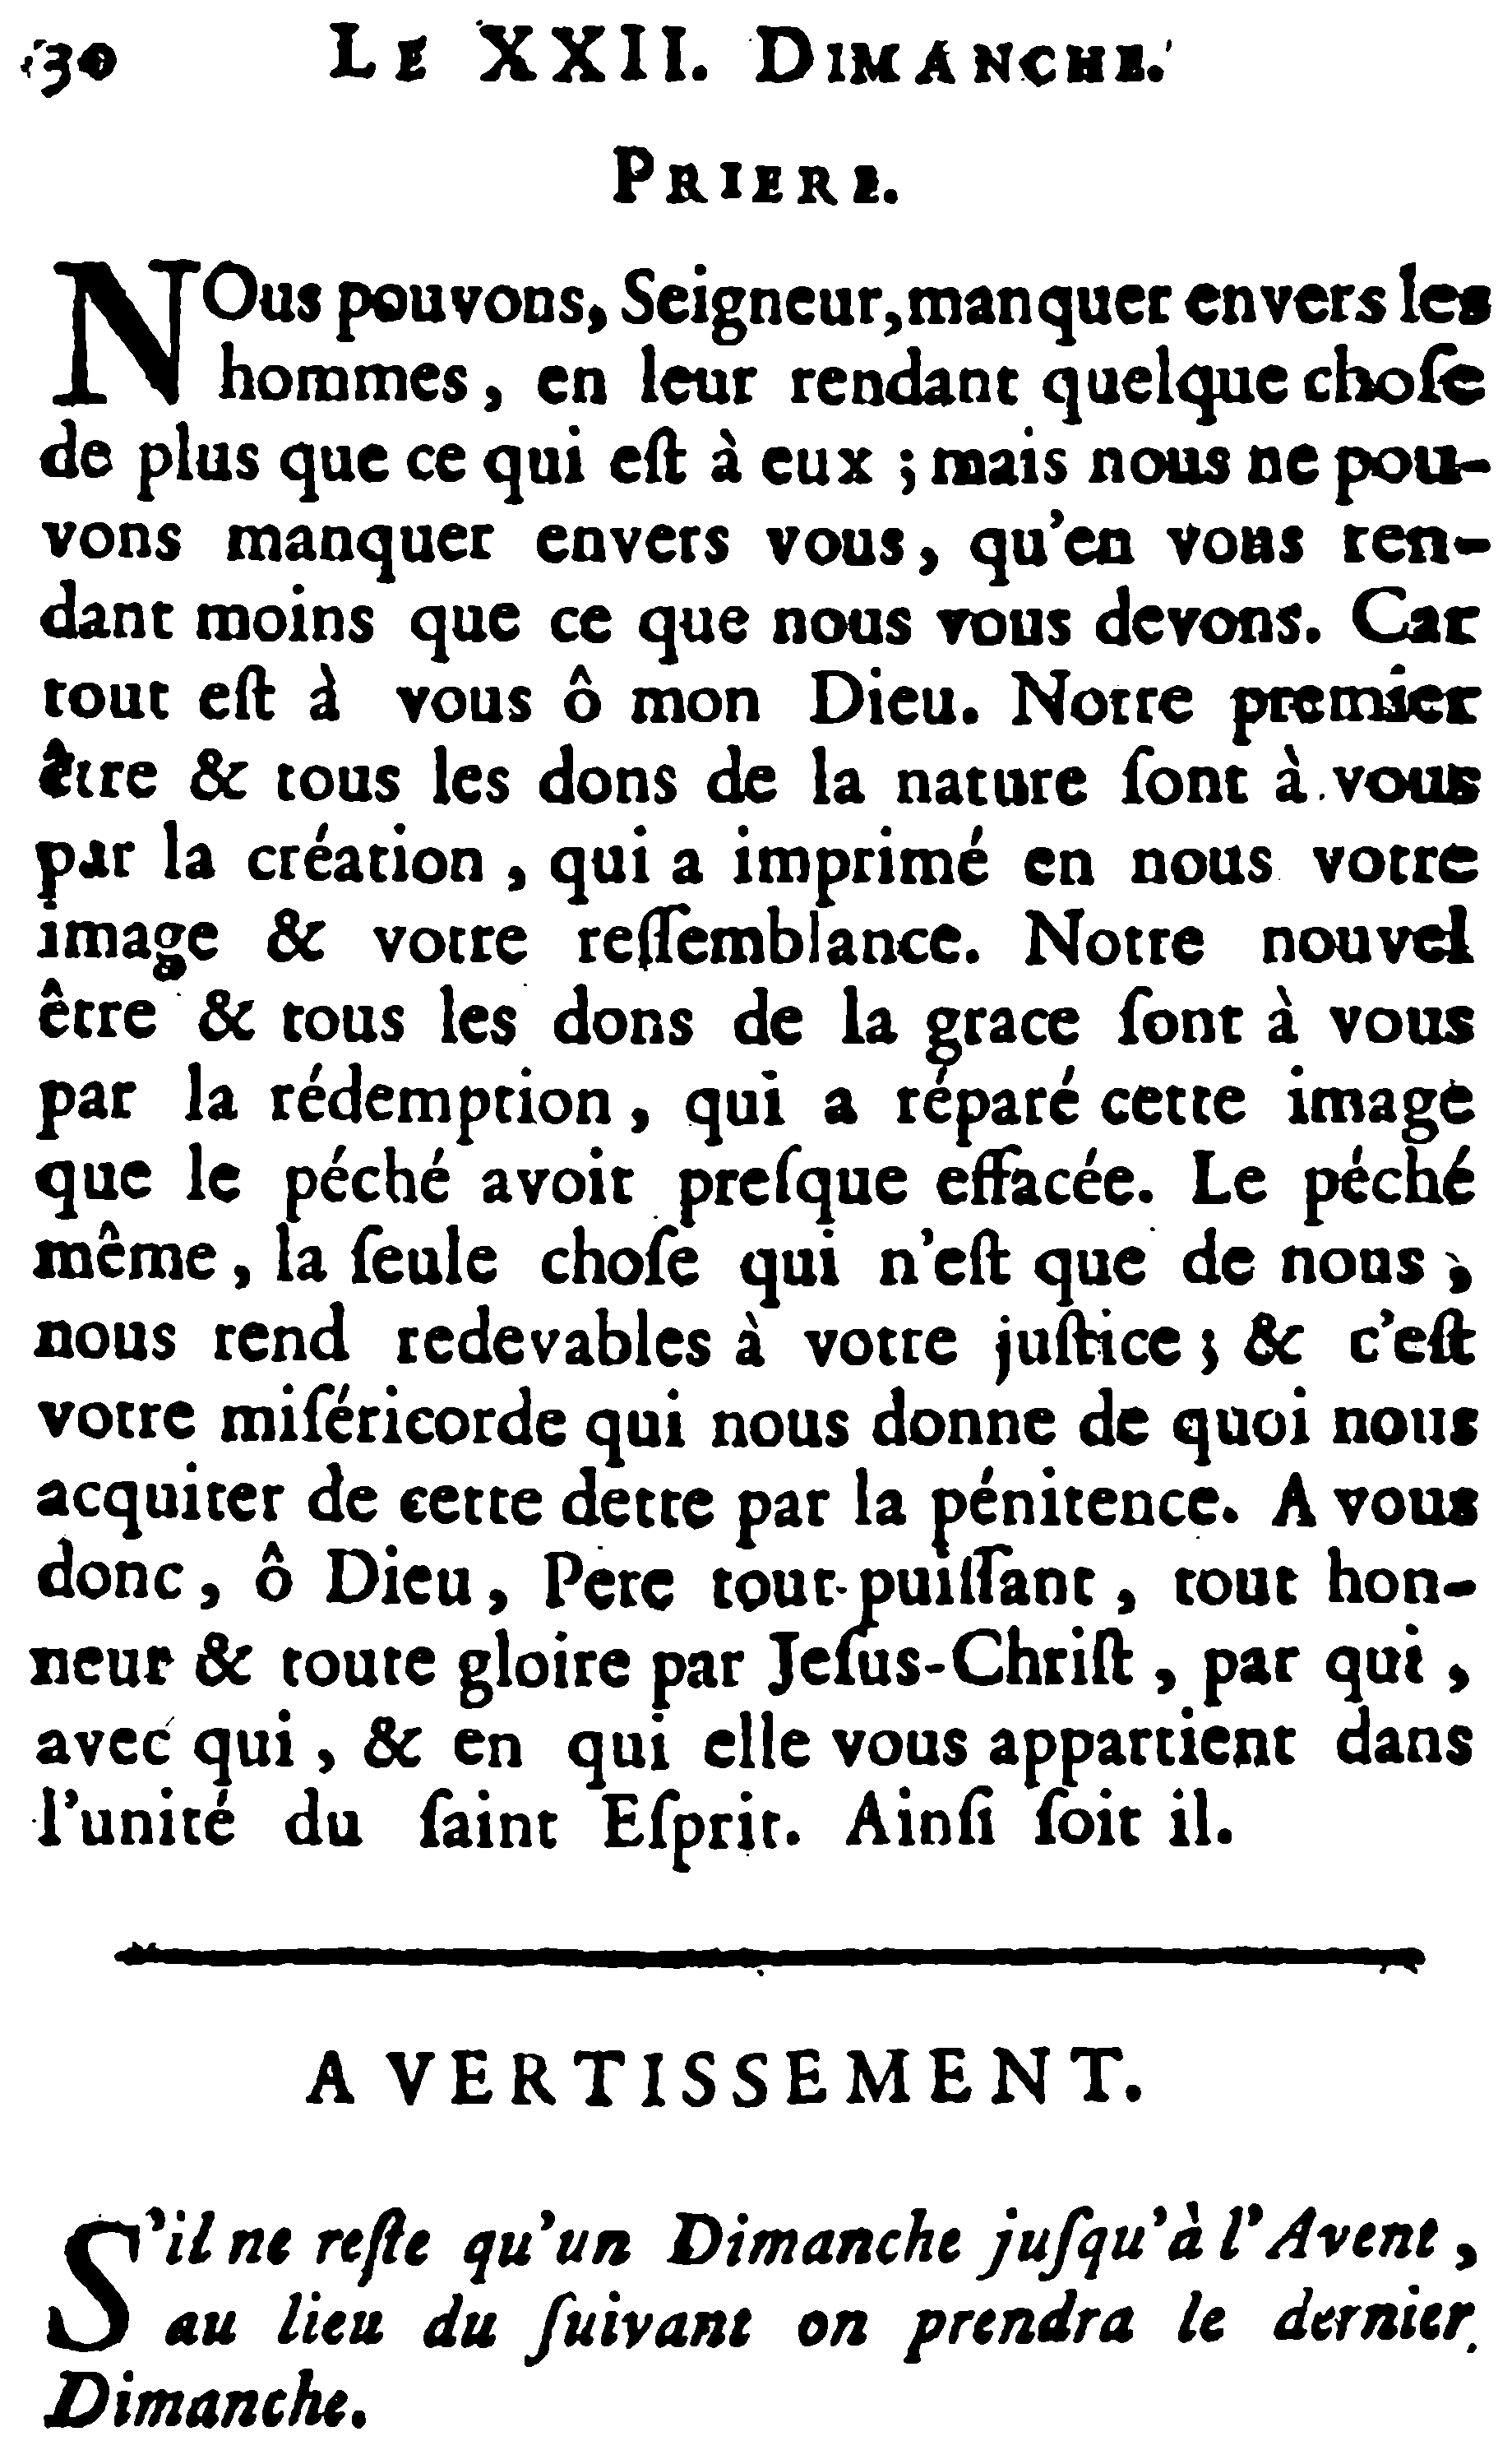 130 LE XXII. DIMANCHE.
PRIERE.
NOus pouvons, Seigneur, manquer envers les
hommes, en leur rendant quelque choſe
de plus que ce qui eſt à eux ; mais nous ne pou-
vons manquer envers vous, qu'en vous ren-
dant moins que ce que nous vous devons. Car
tout eſt à vous ô mon Dieu. Notre premier
être & tous les dons de la nature ſont à vous
par la création, qui a imprimé en nous votre
image & votre reſſemblance. Notre nouvel
être & tous les dons de la grace ſont à vous
par la rédemption, qui a réparé cette image
que le péché avoit preſque effacée. Le péché
même, la ſeule choſe qui n'eſt que de nous,
nous rend redevables à votre juſtice ; & c'eſt
votre miſéricorde qui nous donne de quoi nous
acquiter de cette dette par la pénitence. A vous
donc, ô Dieu, Pere tout-puiſſant, tout hon-
neur & toute gloire par Jeſus-Chriſt, par qui,
avec qui, & en qui elle vous appartient dans
l'unité du ſaint Eſprit. Ainſi ſoit il.
AVERTISSEMENT.
S'il ne reſte qu'un Dimanche juſqu'à l'Avent,
au lieu du ſuivant on prendra le dernier
Dimanche.